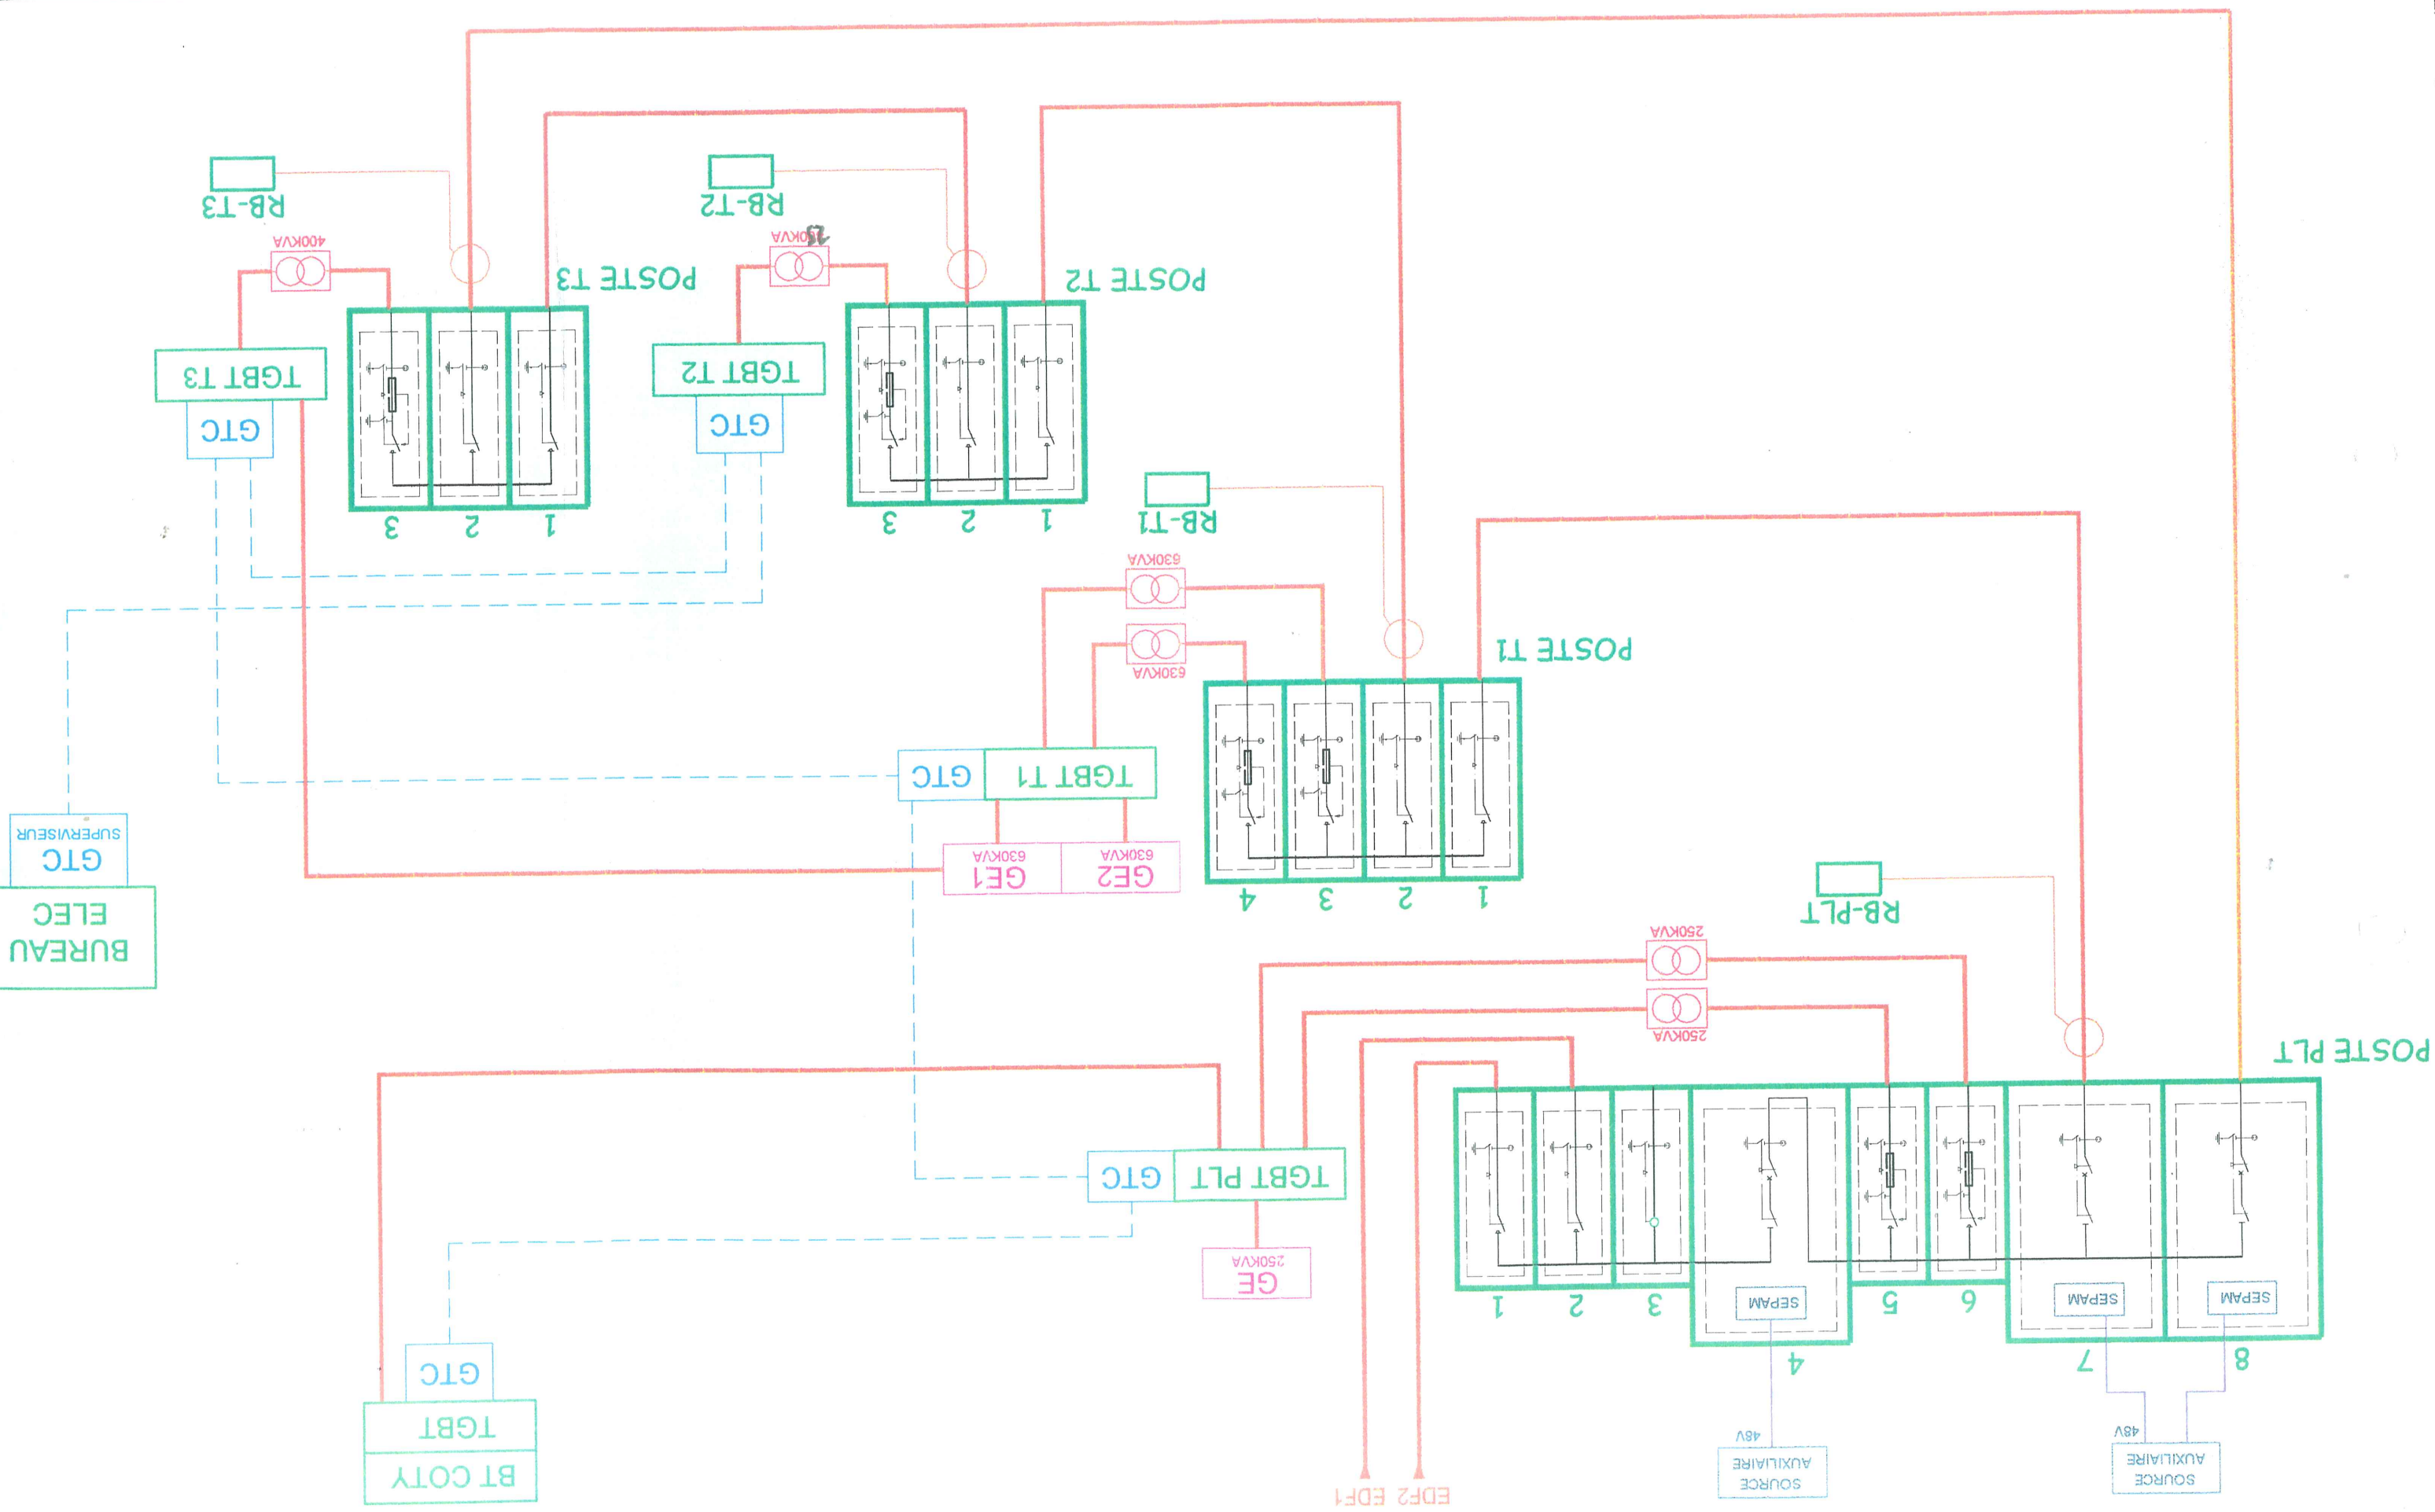 SOURCE
AUXILIAIRE
48V
SOURCE
AUXILIAIRE
48V
EDF2 EDF1
BT COTY
TGBT
GTC
8
7
4
SEPAM
SEPAM
SEPAM
6
5
3
2
1
GE
250KVA
TGBT PLT
GTC
POSTE PLT
250KVA
250KVA
RB-PLT
BUREAU
ELEC
GTC
SUPERVISEUR
1
2
3
4
GE2
630KVA
GE1
630KVA
TGBT T1
GTC
POSTE T1
630KVA
630KVA
RB-T1
1
2
3
1
2
3
GTC
TGBT T2
GTC
TGBT T3
POSTE T2
POSTE T3
400KVA
RB-T2
RB-T3